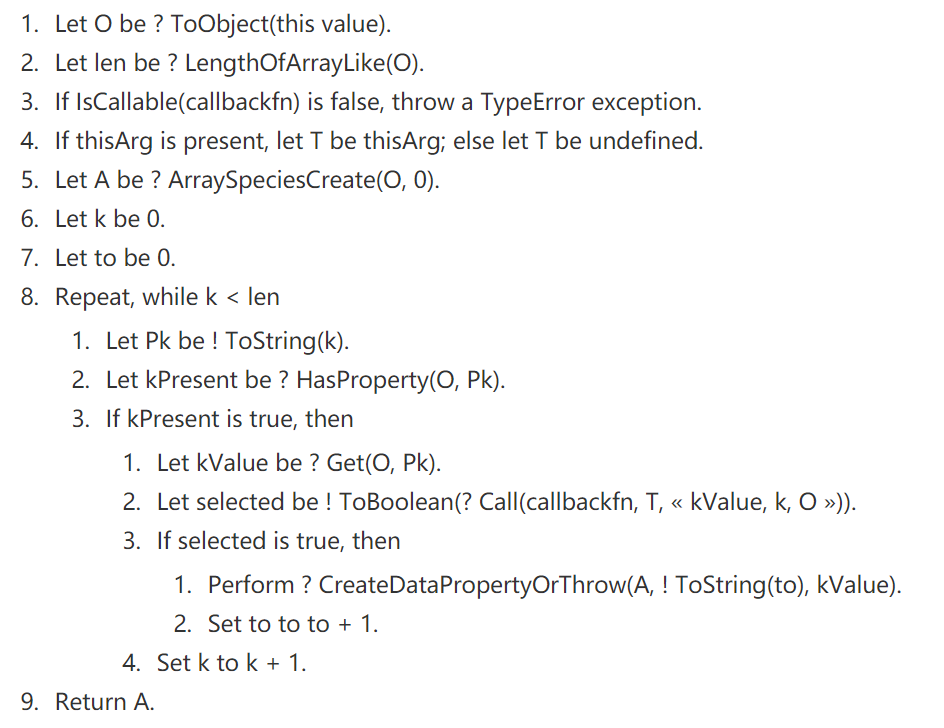 1. Let O be ? ToObject(this value).
2. Let len be ? LengthOfArrayLike(O).
3. If IsCallable(callbackfn) is false, throw a TypeError exception.
4. If thisArg is present, let T be thisArg; else let T be undefined.
5. Let A be ? ArraySpeciesCreate(O, 0).
6. Let k be 0.
7. Let to be 0.
8. Repeat, while k < len
1. Let Pk be ! ToString(k).
2. Let kPresent be ? HasProperty(O, Pk).
3. If kPresent is true, then
1. Let kValue be ? Get(O, Pk).
2. Let selected be ! ToBoolean(? Call(callbackfn, T, « kValue, k, O »)).
3. If selected is true, then
1. Perform ? CreateDataPropertyOrThrow(A, ! ToString(to), kValue).
2. Set to to to + 1.
4. Set k to k + 1.
9. Return A.